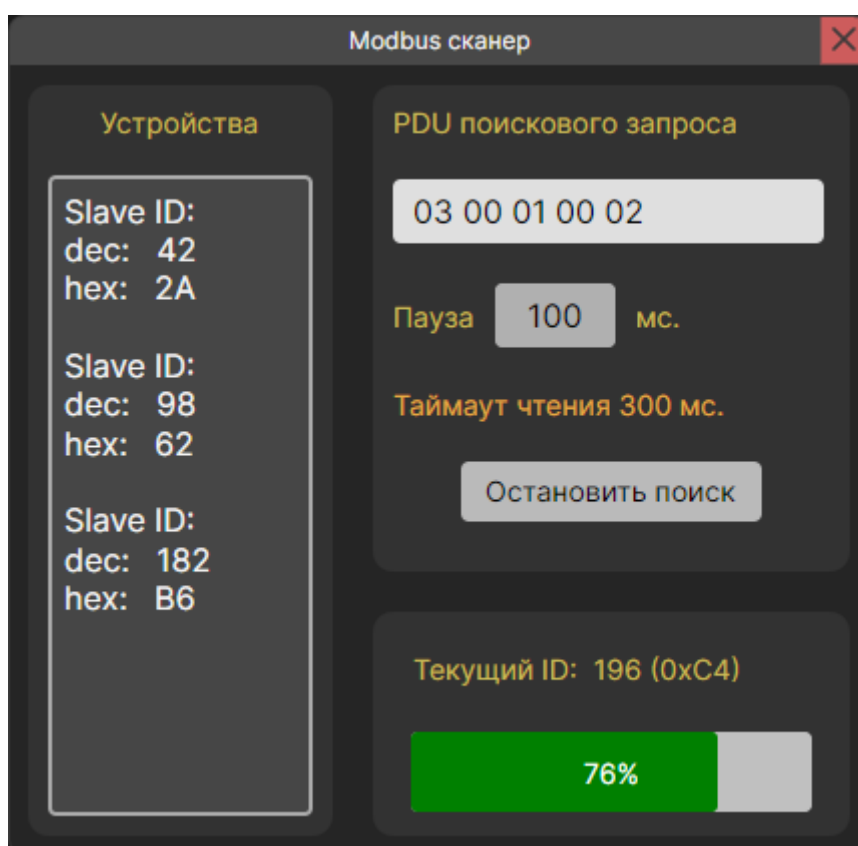 Modbus сканер
Устройства
Slave ID:
dec: 42
hex: 2A
Slave ID:
dec: 98
hex: 62
Slave ID:
dec: 182
hex: B6
PDU поискового запроса
03 00 01 00 02
Пауза 100 мс.
Таймаут чтения 300 мс.
Остановить поиск
Текущий ID: 196 (0xC4)
76%